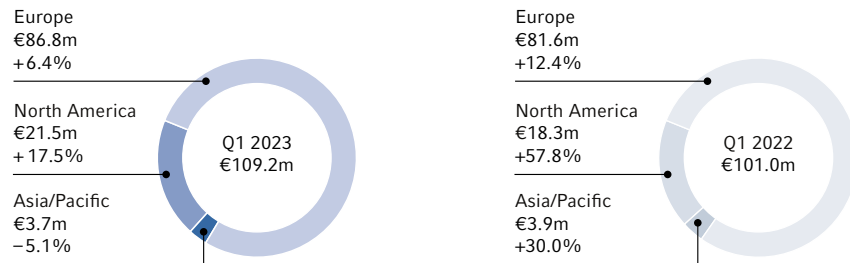 Europe
€86.8m
+6.4%
North America
€21.5m
+17.5%
Asia/Pacific
€3.7m
−5.1%
Q1 2023
€109.2m
Europe
€81.6m
+12.4%
North America
€18.3m
+57.8%
Asia/Pacific
€3.9m
+30.0%
Q1 2022
€101.0m